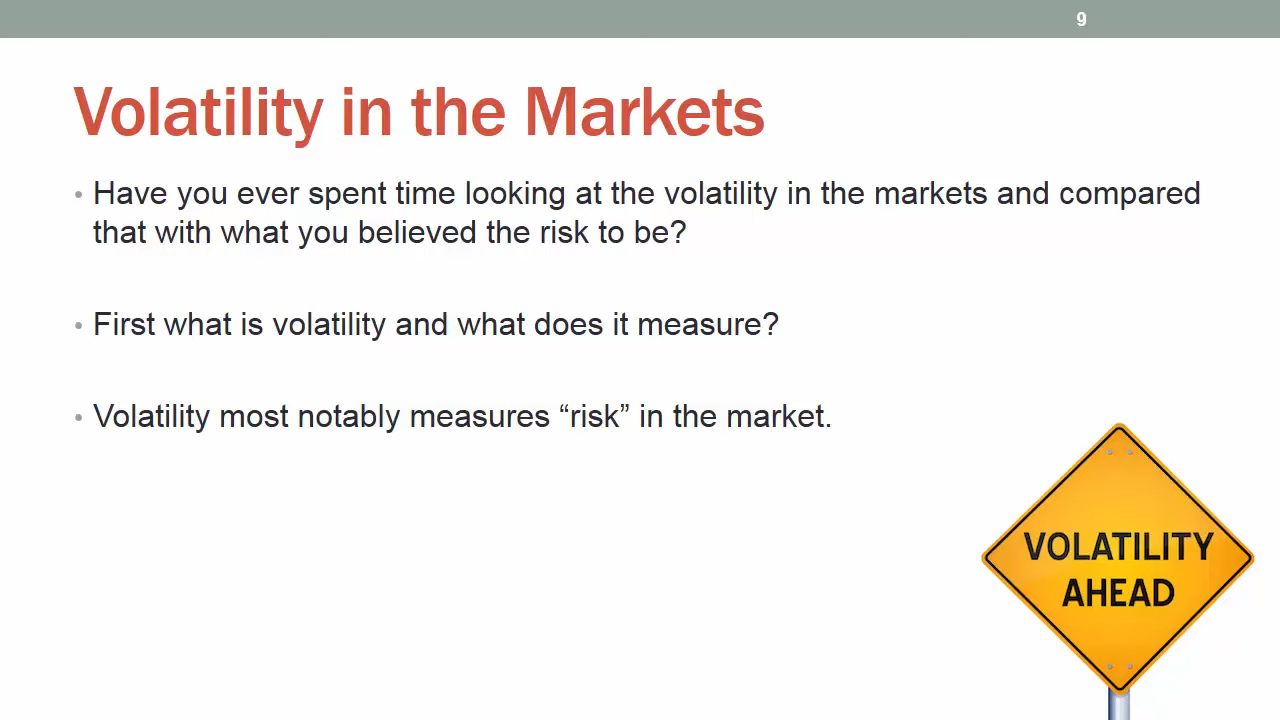 9
Volatility in the Markets
• Have you ever spent time looking at the volatility in the markets and compared
that with what you believed the risk to be?
• First what is volatility and what does it measure?
• Volatility most notably measures “risk” in the market.
VOLATILITY
AHEAD